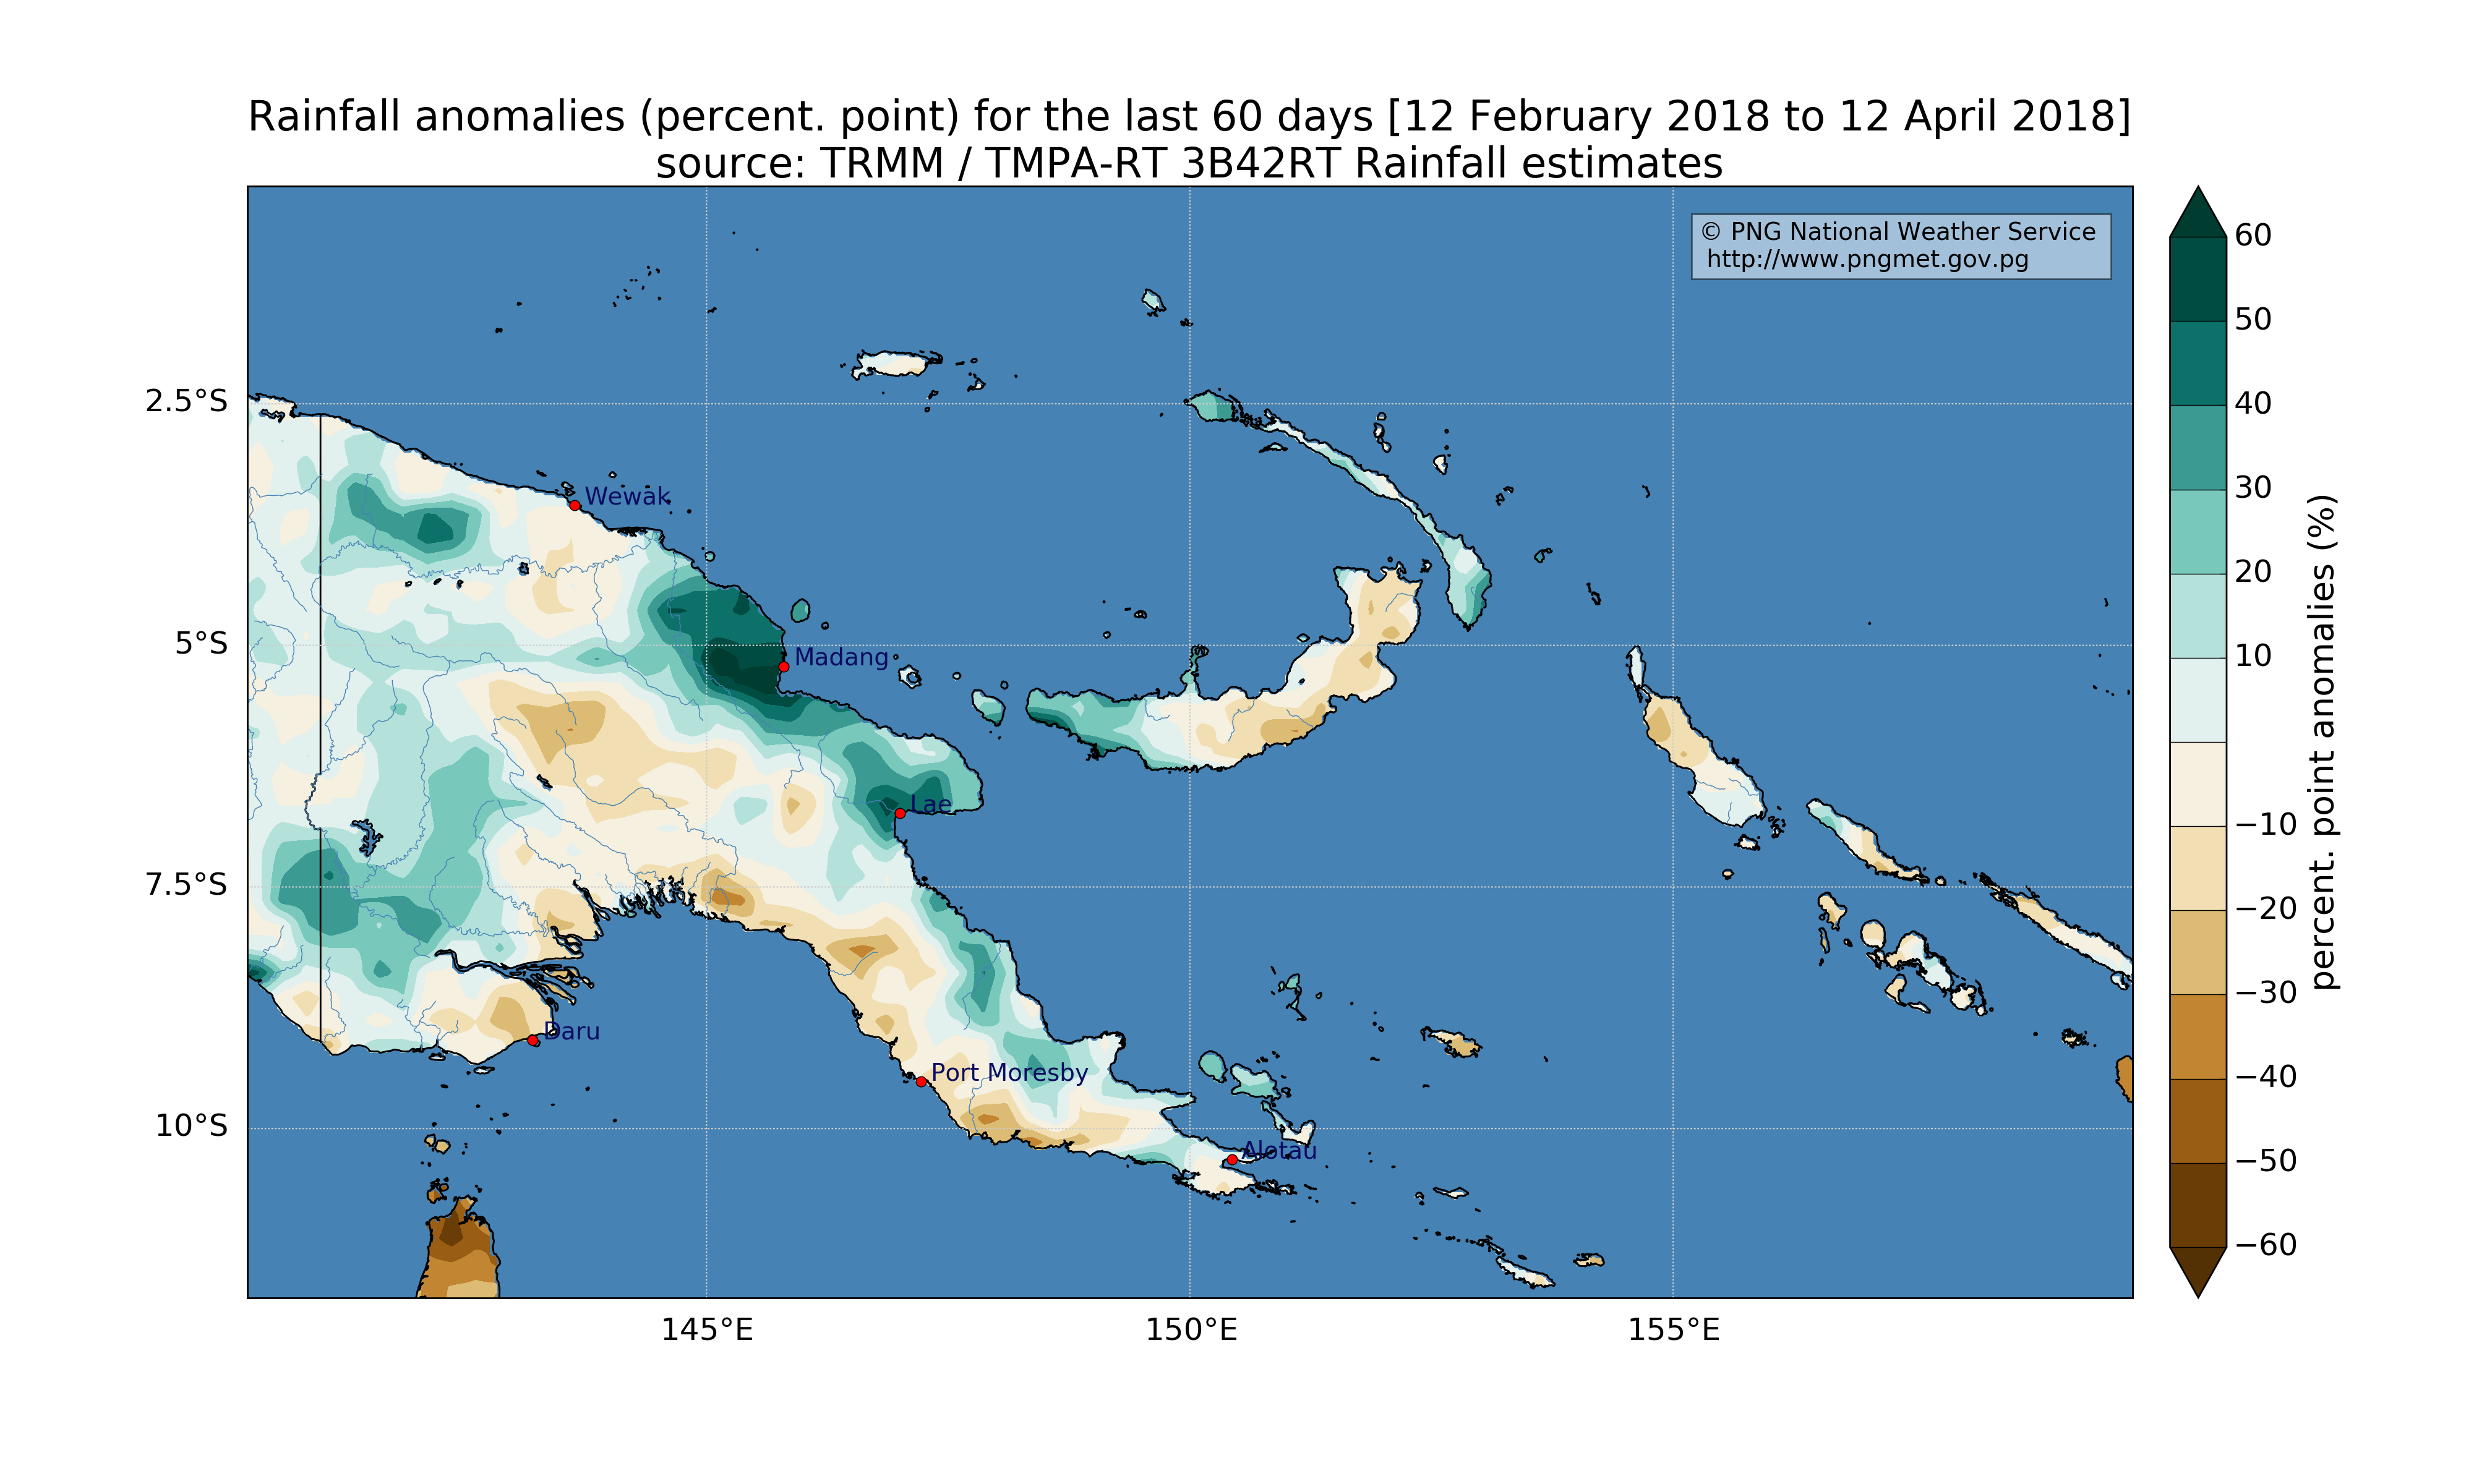 Rainfall anomalies (percent. point) for the last 60 days [12 February 2018 to 12 April 2018]
source: TRMM / TMPA-RT 3B42RT Rainfall estimates
© PNG National Weather Service
http://www.pngmet.gov.pg
2.5°S
5°S
7.5°S
10°S
145°E
150°E
155°E
Wewak
Madang
Lae
Daru
Port Moresby
Alotau
60
50
40
30
20
10
−10
−20
−30
−40
−50
−60
percent. point anomalies (%)